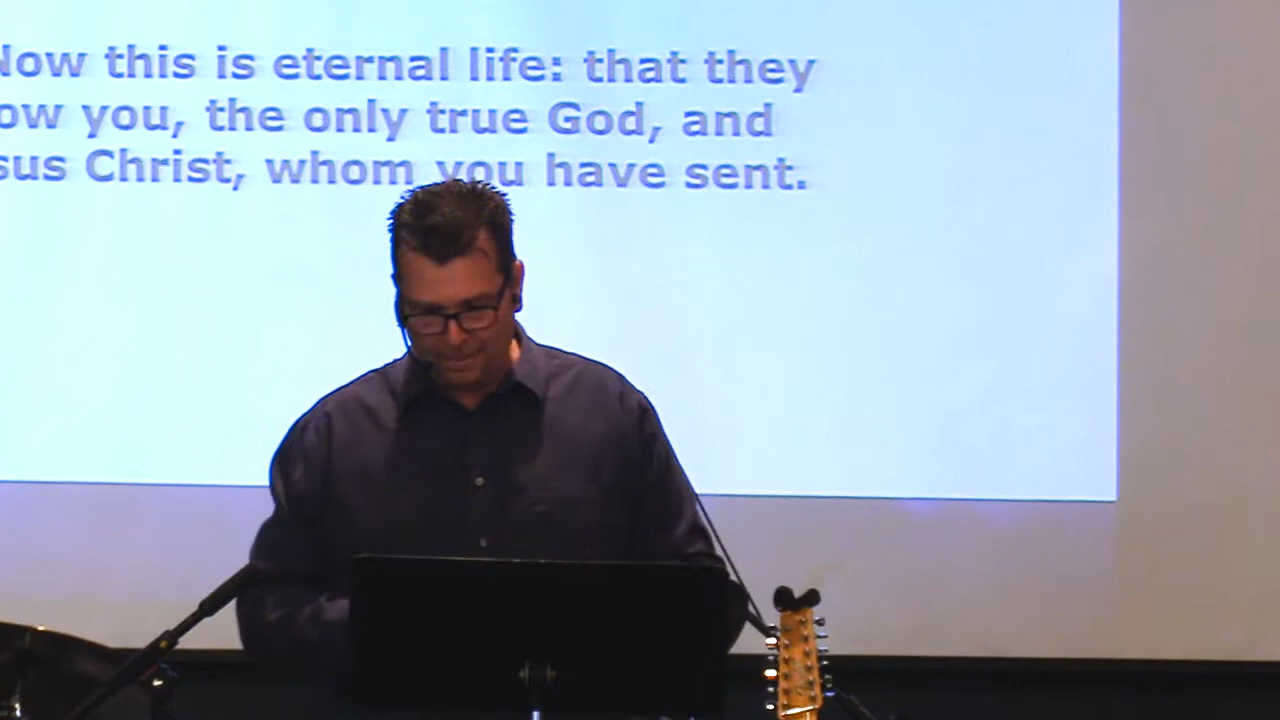 Now this is eternal life: that they
ow you, the only true God, and
sus Christ, whom you have sent.